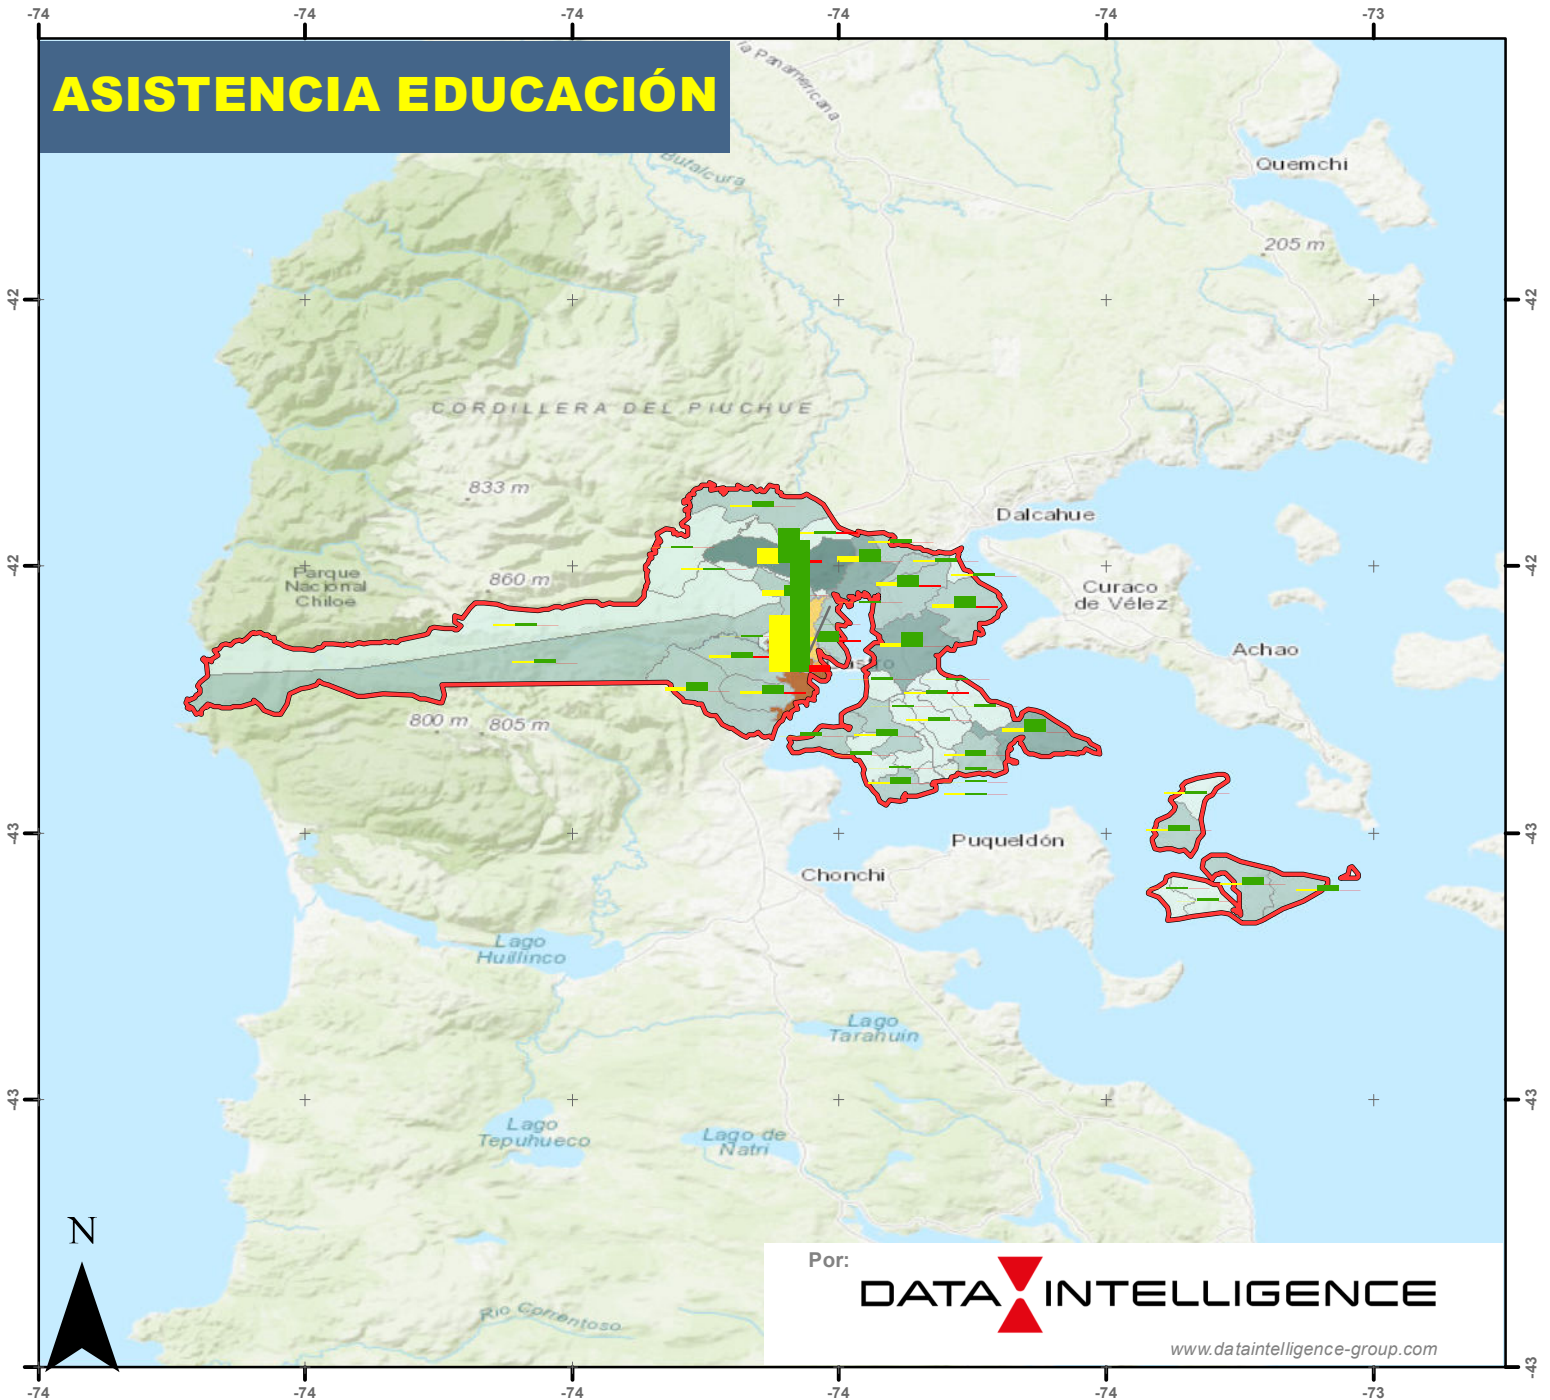 -74 -74 -74 -74 -74 -73
ASISTENCIA EDUCACIÓN
la Panamericana
Butalcura
Quemchi
205 m
-42 -42
CORDILLERA DEL PIUCHUE
833 m
Dalcahue
-42 -42
860 m
Parque
Nacional
Chiloe
Curaco
de Vélez
Achao
800 m 805 m
-43 -43
Puqueldón
Chonchi
Lago
Huillinco
Lago
Tarahuin
-43 -43
Lago
Tepuhueco
Lago de
Natri
N
Rio Correntoso
Por:
DATA INTELLIGENCE
www.dataintelligence-group.com
-43
-74 -74 -74 -74 -74 -73